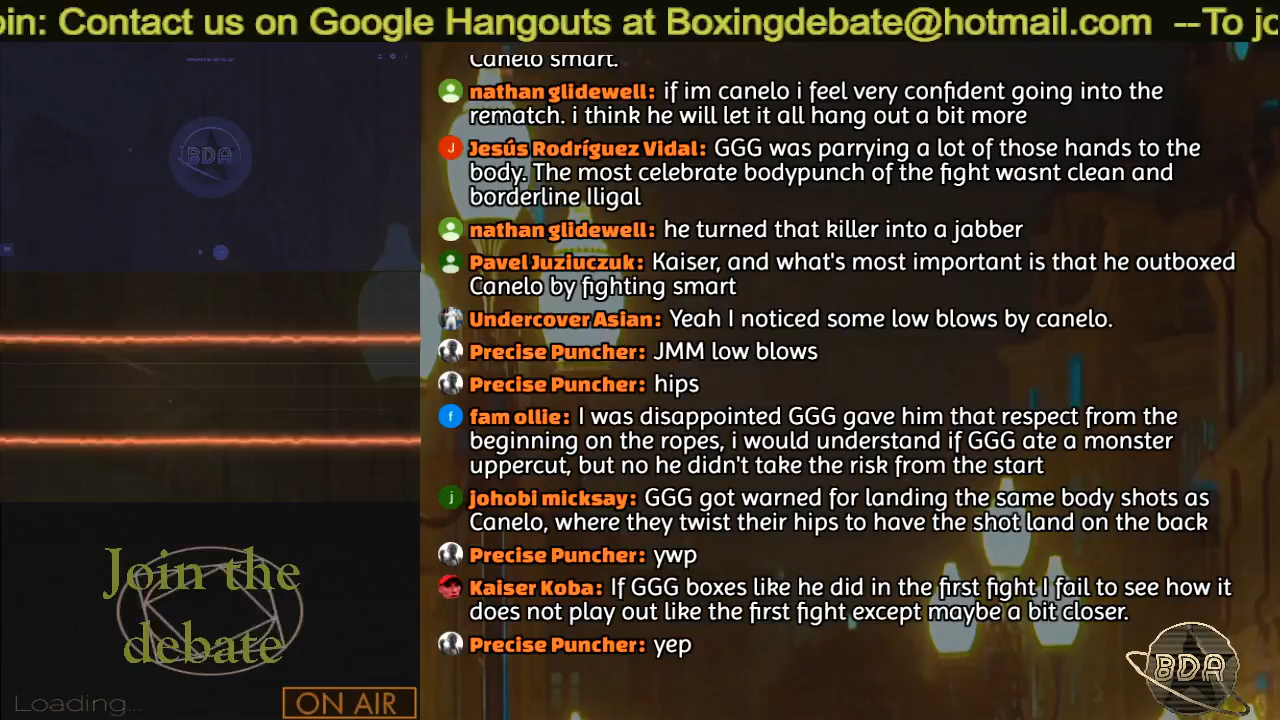 oin: Contact us on Google Hangouts at Boxingdebate@hotmail.com --To jo
Canelo smart.
nathan glidewell: if im canelo i feel very confident going into the
rematch. i think he will let it all hang out a bit more
J Jesús Rodríguez Vidal: GGG was parrying a lot of those hands to the
body. The most celebrate bodypunch of the fight wasnt clean and
borderline Iligal
nathan glidewell: he turned that killer into a jabber
Pavel Juziuczuk: Kaiser, and what's most important is that he outboxed
Canelo by fighting smart
Undercover Asian: Yeah I noticed some low blows by canelo.
Precise Puncher: JMM low blows
Precise Puncher: hips
f fam ollie: I was disappointed GGG gave him that respect from the
beginning on the ropes, i would understand if GGG ate a monster
uppercut, but no he didn't take the risk from the start
j johobi micksay: GGG got warned for landing the same body shots as
Canelo, where they twist their hips to have the shot land on the back
Precise Puncher: ywp
Kaiser Koba: If GGG boxes like he did in the first fight I fail to see how it
does not play out like the first fight except maybe a bit closer.
Precise Puncher: yep
BDA
Join the
debate
Loading...
ON AIR
BDA